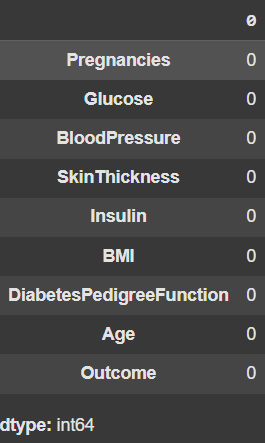 0
Pregnancies 0
Glucose 0
BloodPressure 0
SkinThickness 0
Insulin 0
BMI 0
DiabetesPedigreeFunction 0
Age 0
Outcome 0
dtype: int64